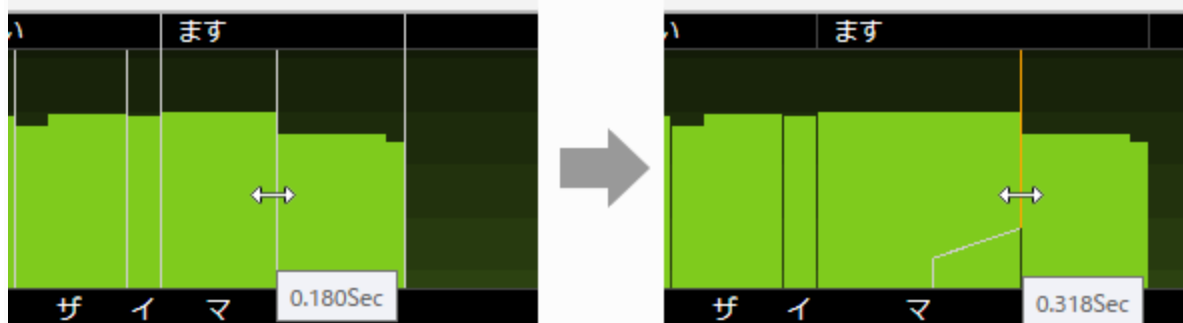 い ます
0.180Sec
ザ イ マ
い ます
0.318Sec
ザ イ マ